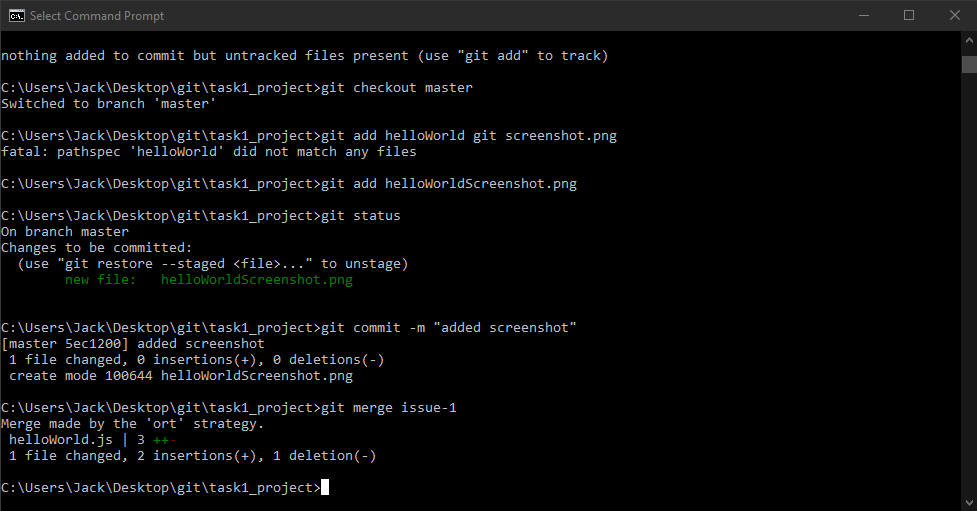 Select Command Prompt
nothing added to commit but untracked files present (use "git add" to track)
C:\Users\Jack\Desktop\git\task1_project>git checkout master
Switched to branch 'master'
C:\Users\Jack\Desktop\git\task1_project>git add helloWorld git screenshot.png
fatal: pathspec 'helloWorld' did not match any files
C:\Users\Jack\Desktop\git\task1_project>git add helloWorldScreenshot.png
C:\Users\Jack\Desktop\git\task1_project>git status
On branch master
Changes to be committed:
  (use "git restore --staged <file>..." to unstage)
        new file:   helloWorldScreenshot.png
C:\Users\Jack\Desktop\git\task1_project>git commit -m "added screenshot"
[master 5ec1200] added screenshot
 1 file changed, 0 insertions(+), 0 deletions(-)
 create mode 100644 helloWorldScreenshot.png
C:\Users\Jack\Desktop\git\task1_project>git merge issue-1
Merge made by the 'ort' strategy.
 helloWorld.js | 3 ++-
 1 file changed, 2 insertions(+), 1 deletion(-)
C:\Users\Jack\Desktop\git\task1_project>